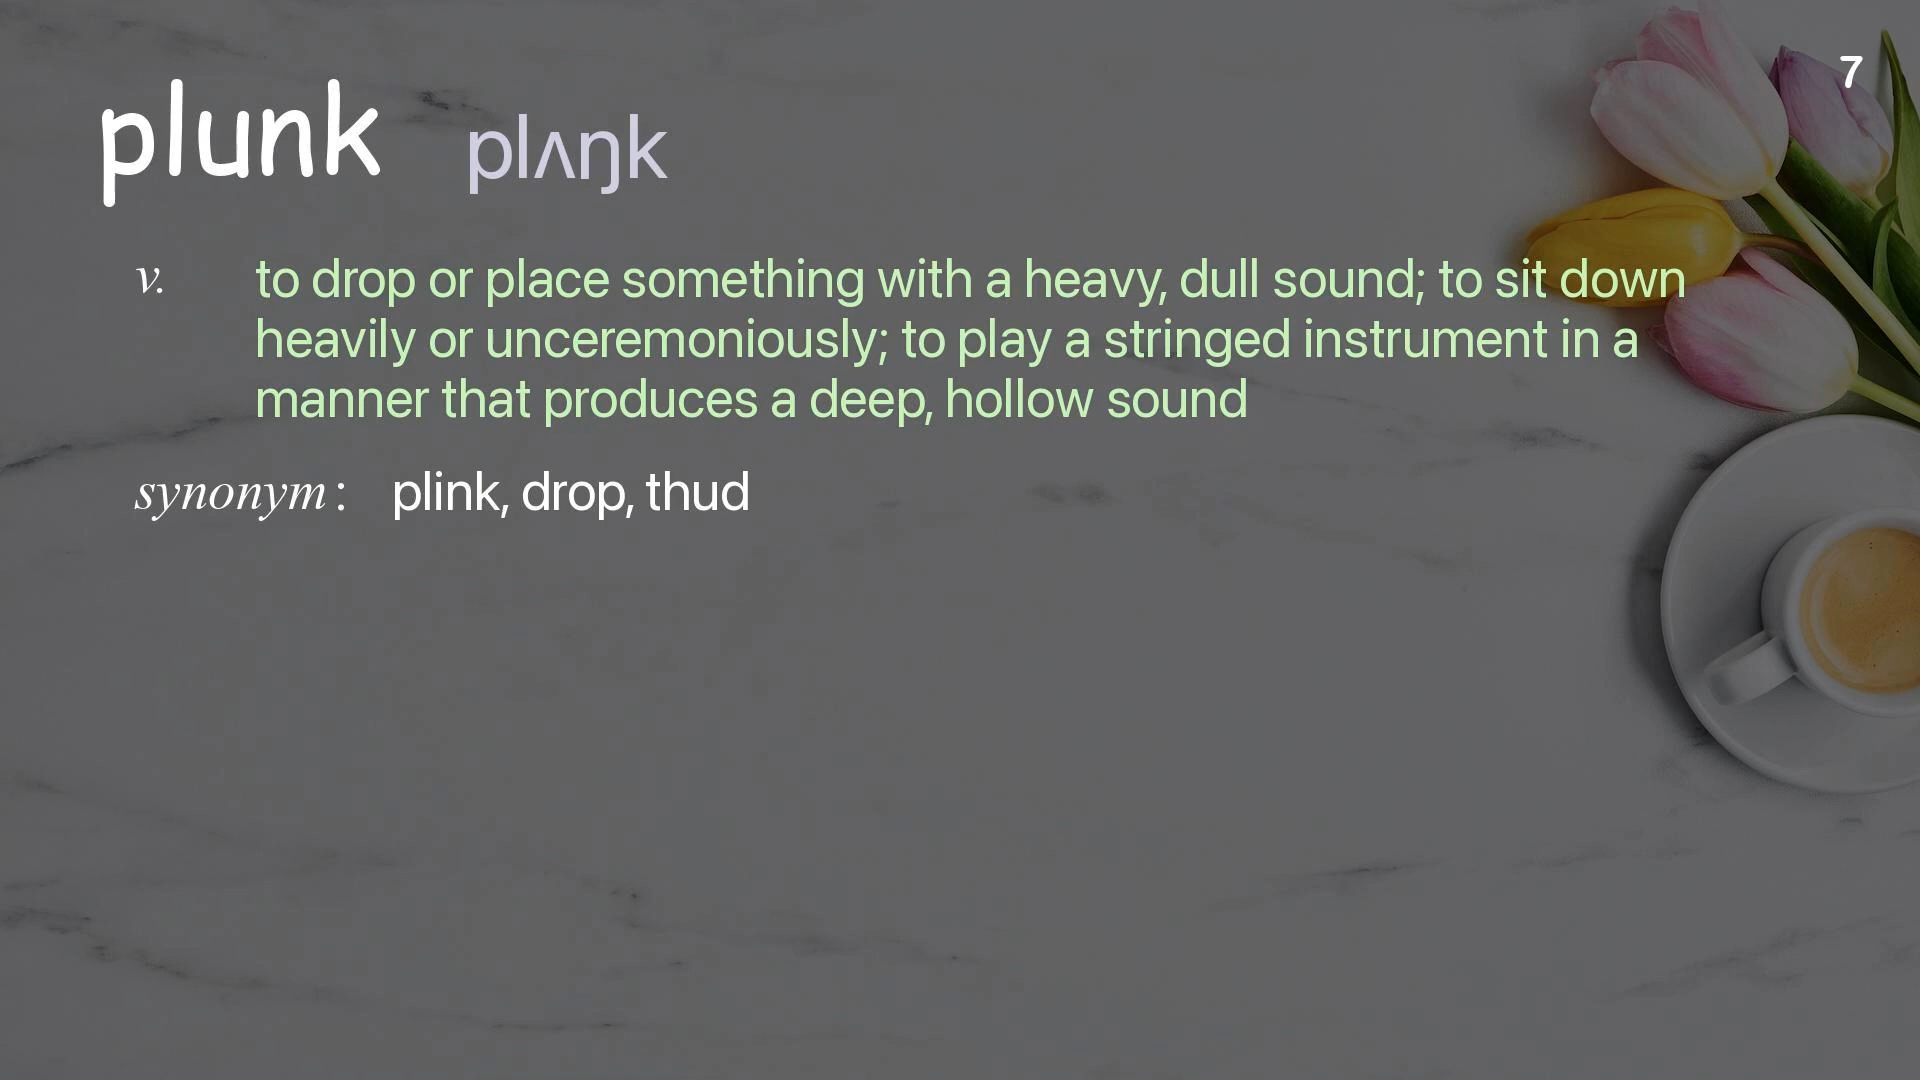 7
plunk plʌŋk
v. to drop or place something with a heavy, dull sound; to sit down
heavily or unceremoniously; to play a stringed instrument in a
manner that produces a deep, hollow sound
synonym : plink, drop, thud